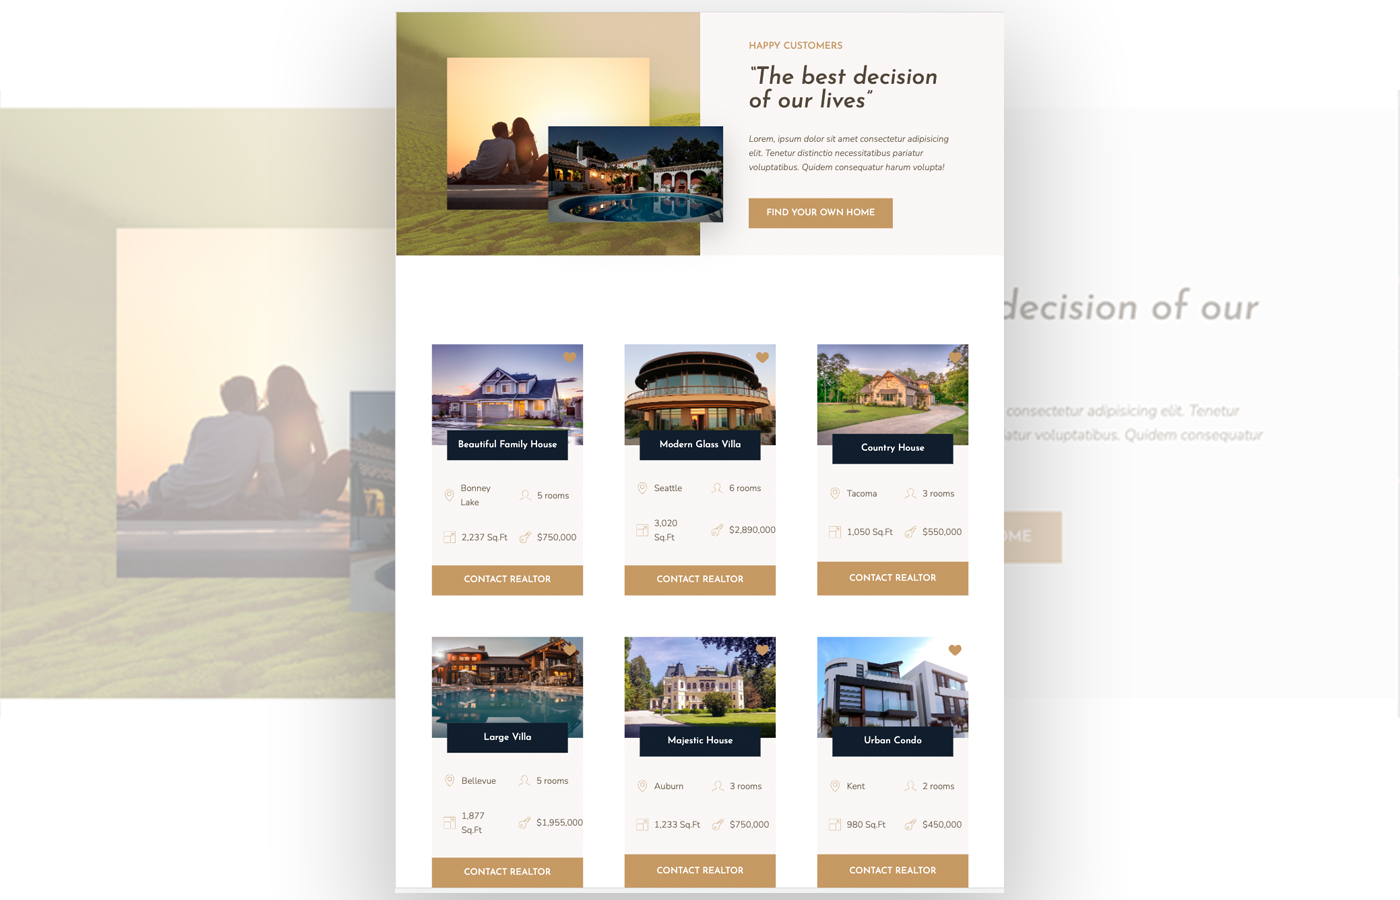 HAPPY CUSTOMERS
“The best decision
of our lives”
Lorem, ipsum dolor sit amet consectetur adipisicing
elit. Tenetur distinctio necessitatibus pariatur
voluptatibus. Quidem consequatur harum volupta!
FIND YOUR OWN HOME
decision of our
consectetur adipisicing elit. Tenetur
atur voluptatibus. Quidem consequatur
OME
Beautiful Family House
Bonney
Lake
5 rooms
2,237 Sq.Ft
$750,000
CONTACT REALTOR
Modern Glass Villa
Seattle
6 rooms
3,020
Sq.Ft
$2,890,000
CONTACT REALTOR
Country House
Tacoma
3 rooms
1,050 Sq.Ft
$550,000
CONTACT REALTOR
Large Villa
Bellevue
5 rooms
1,877
Sq.Ft
$1,955,000
CONTACT REALTOR
Majestic House
Auburn
3 rooms
1,233 Sq.Ft
$750,000
CONTACT REALTOR
Urban Condo
Kent
2 rooms
980 Sq.Ft
$450,000
CONTACT REALTOR